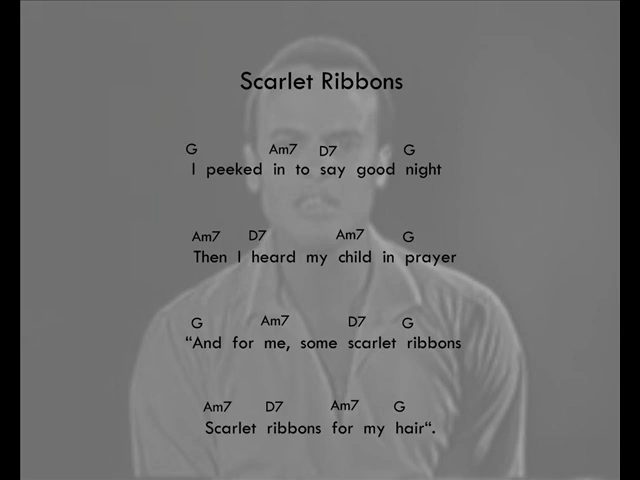 Scarlet Ribbons
G Am7 D7 G
I peeked in to say good night
Am7 D7 Am7 G
Then I heard my child in prayer
G Am7 D7 G
“And for me, some scarlet ribbons
Am7 D7 Am7 G
Scarlet ribbons for my hair“.